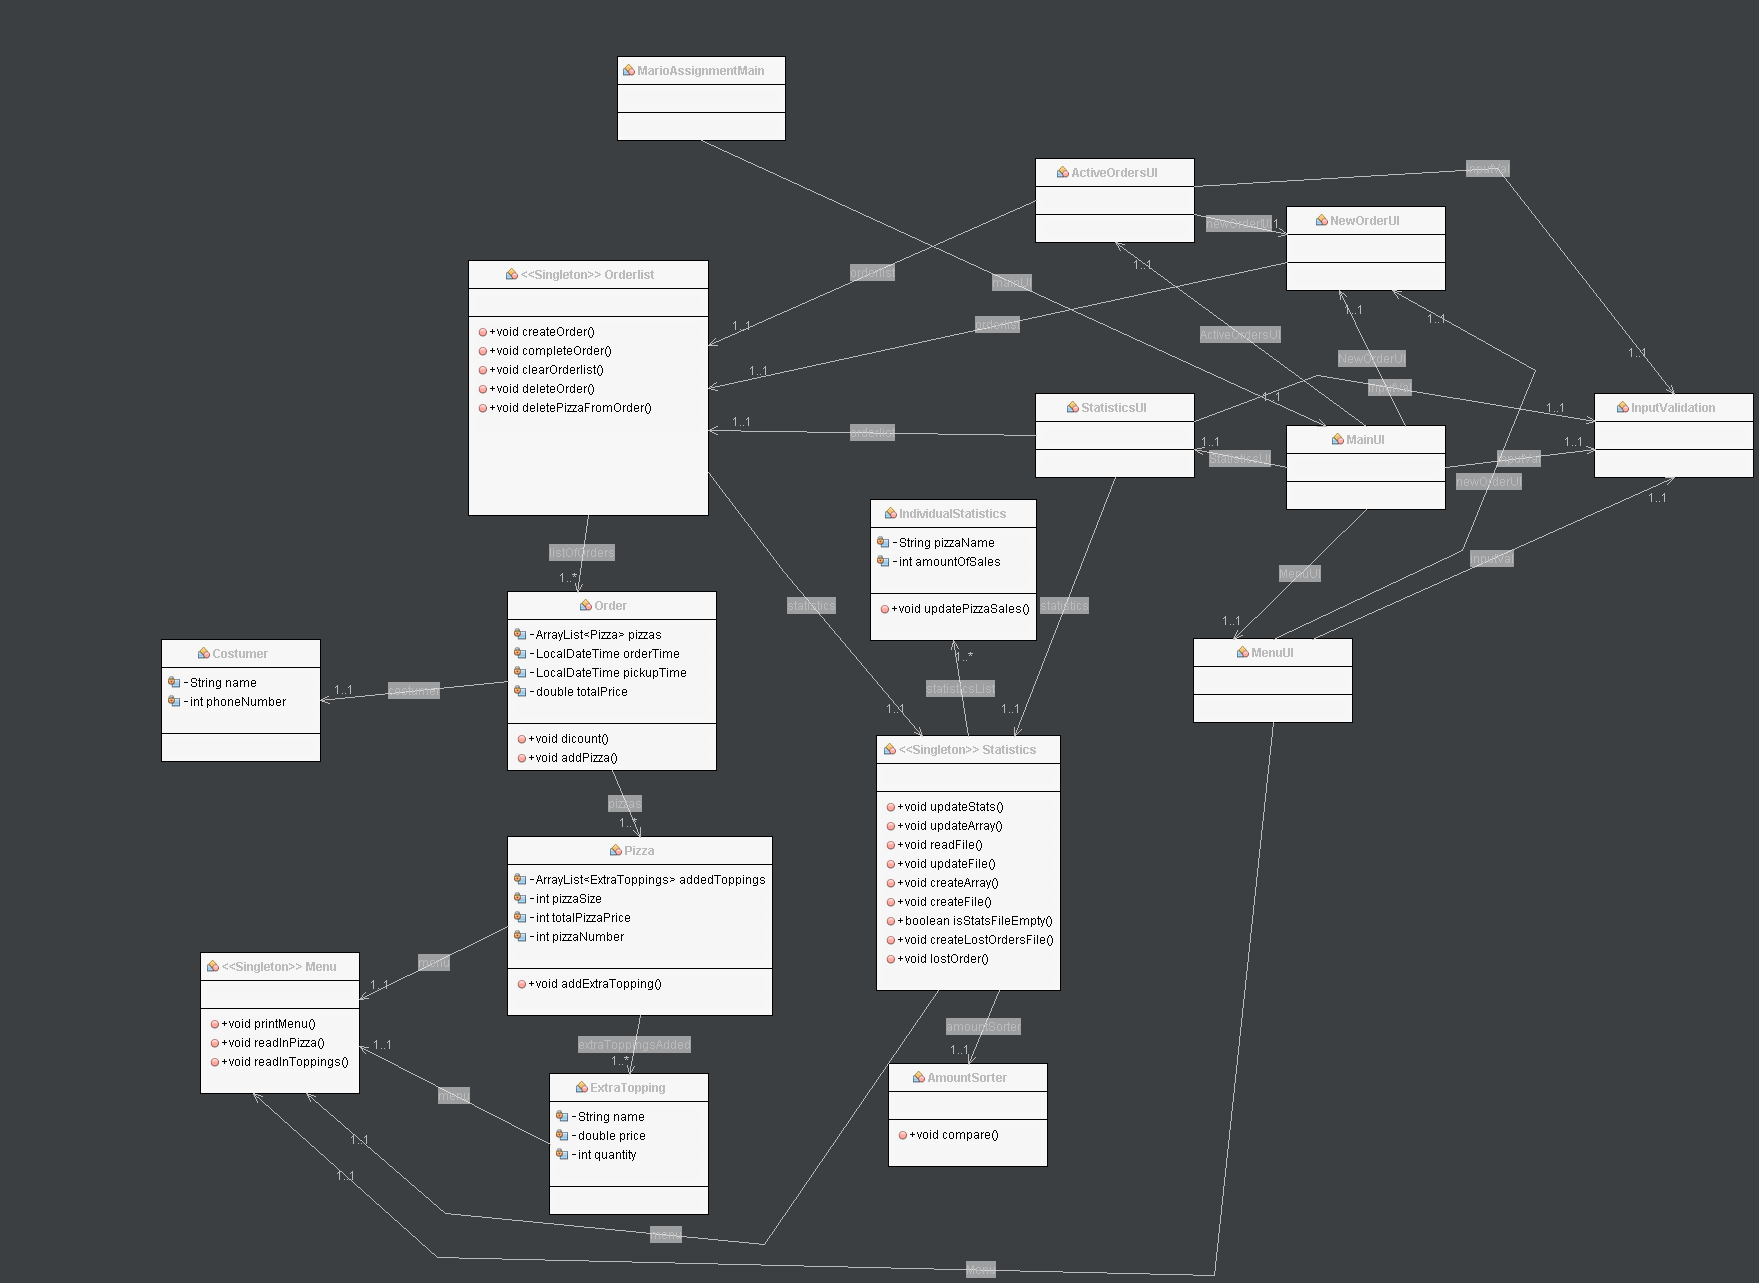 MarioAssignmentMain
ActiveOrdersUI
inputVal
newOrderUI
1
NewOrderUI
<<Singleton>> Orderlist
+void createOrder()
+void completeOrder()
+void clearOrderlist()
+void deleteOrder()
+void deletePizzaFromOrder()
orderlist
mainUI
1..1
orderlist
1..1
1..1
1..1
1..1
ActiveOrdersUI
NewOrderUI
1..1
1..1
inputVal
1..1
StatisticsUI
1..1
InputValidation
1..1
orderlist
MainUI
1..1
StatisticsUI
inputVal
1..1
newOrderUI
1..1
IndividualStatistics
-String pizzaName
-int amountOfSales
+void updatePizzaSales()
listOfOrders
1..*
inputVal
MenuUI
1..1
statistics
statistics
Order
-ArrayList<Pizza> pizzas
-LocalDateTime orderTime
-LocalDateTime pickupTime
-double totalPrice
+void dicount()
+void addPizza()
Costumer
-String name
-int phoneNumber
1..1
costumer
1..*
statisticsList
MenuUI
1..1
1..1
<<Singleton>> Statistics
+void updateStats()
+void updateArray()
+void readFile()
+void updateFile()
+void createArray()
+void createFile()
+boolean isStatsFileEmpty()
+void createLostOrdersFile()
+void lostOrder()
pizzas
1..*
Pizza
-ArrayList<ExtraToppings> addedToppings
-int pizzaSize
-int totalPizzaPrice
-int pizzaNumber
+void addExtraTopping()
menu
1..1
<<Singleton>> Menu
+void printMenu()
+void readInPizza()
+void readInToppings()
1..1
extraToppingsAdded
1..*
menu
amountSorter
1..1
ExtraTopping
-String name
-double price
-int quantity
AmountSorter
+void compare()
1..1
1..1
menu
Menu